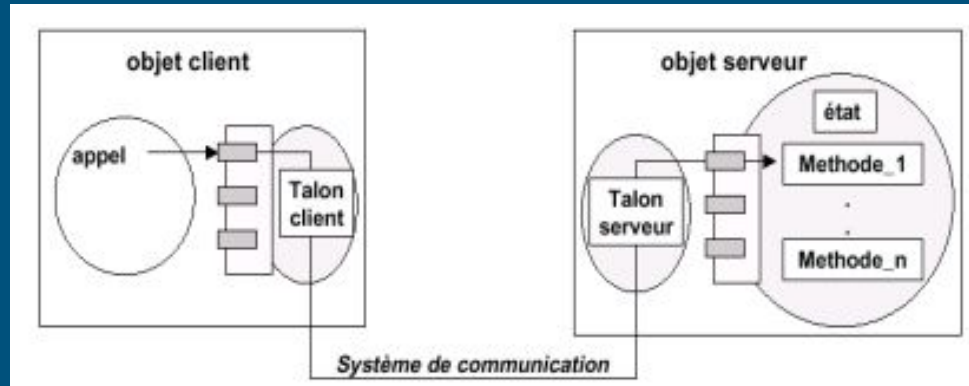 objet client
appel
Talon
client
objet serveur
Talon
serveur
état
Methode_1
.
.
Methode_n
Système de communication